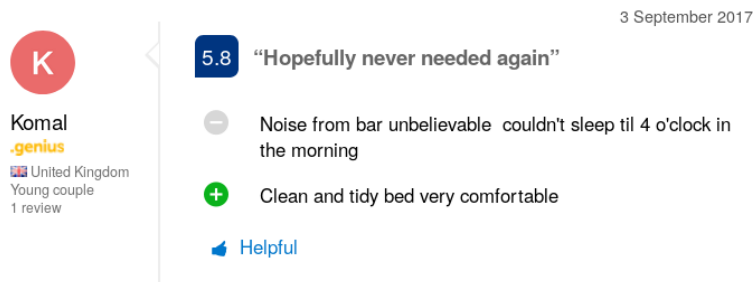 3 September 2017
K
Komal
.genius
United Kingdom
Young couple
1 review
5.8 “Hopefully never needed again”
Noise from bar unbelievable couldn't sleep til 4 o'clock in
the morning
Clean and tidy bed very comfortable
Helpful